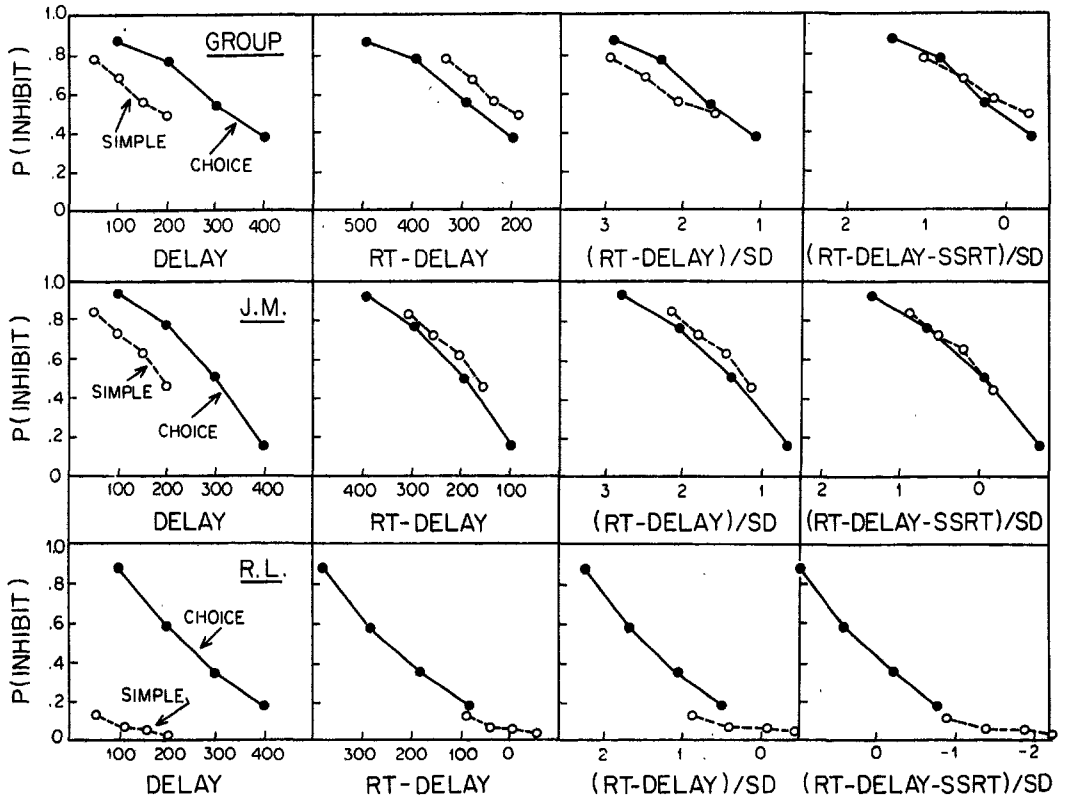 1.0
.8
.6
.4
.2
0
P(INHIBIT)
GROUP
SIMPLE
CHOICE
100 200 300 400
DELAY
500 400 300 200
RT-DELAY
3 2 1
(RT-DELAY)/SD
2 1 0
(RT-DELAY-SSRT)/SD
1.0
.8
.6
.4
.2
0
P(INHIBIT)
J.M.
SIMPLE
CHOICE
100 200 300 400
DELAY
400 300 200 100
RT-DELAY
3 2 1
(RT-DELAY)/SD
2 1 0
(RT-DELAY-SSRT)/SD
1.0
.8
.6
.4
.2
0
P(INHIBIT)
R.L.
CHOICE
SIMPLE
100 200 300 400
DELAY
300 200 100 0
RT-DELAY
2 1 0
(RT-DELAY)/SD
0 -1 -2
(RT-DELAY-SSRT)/SD